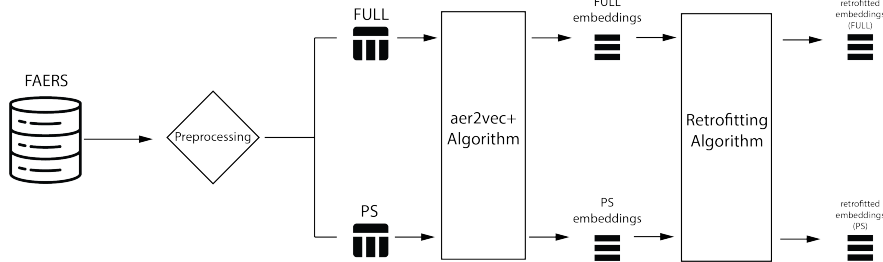 FAERS
Preprocessing
FULL
PS
aer2vec+
Algorithm
FULL
embeddings
PS
embeddings
Retrofitting
Algorithm
retrofitted
embeddings
(FULL)
retrofitted
embeddings
(PS)